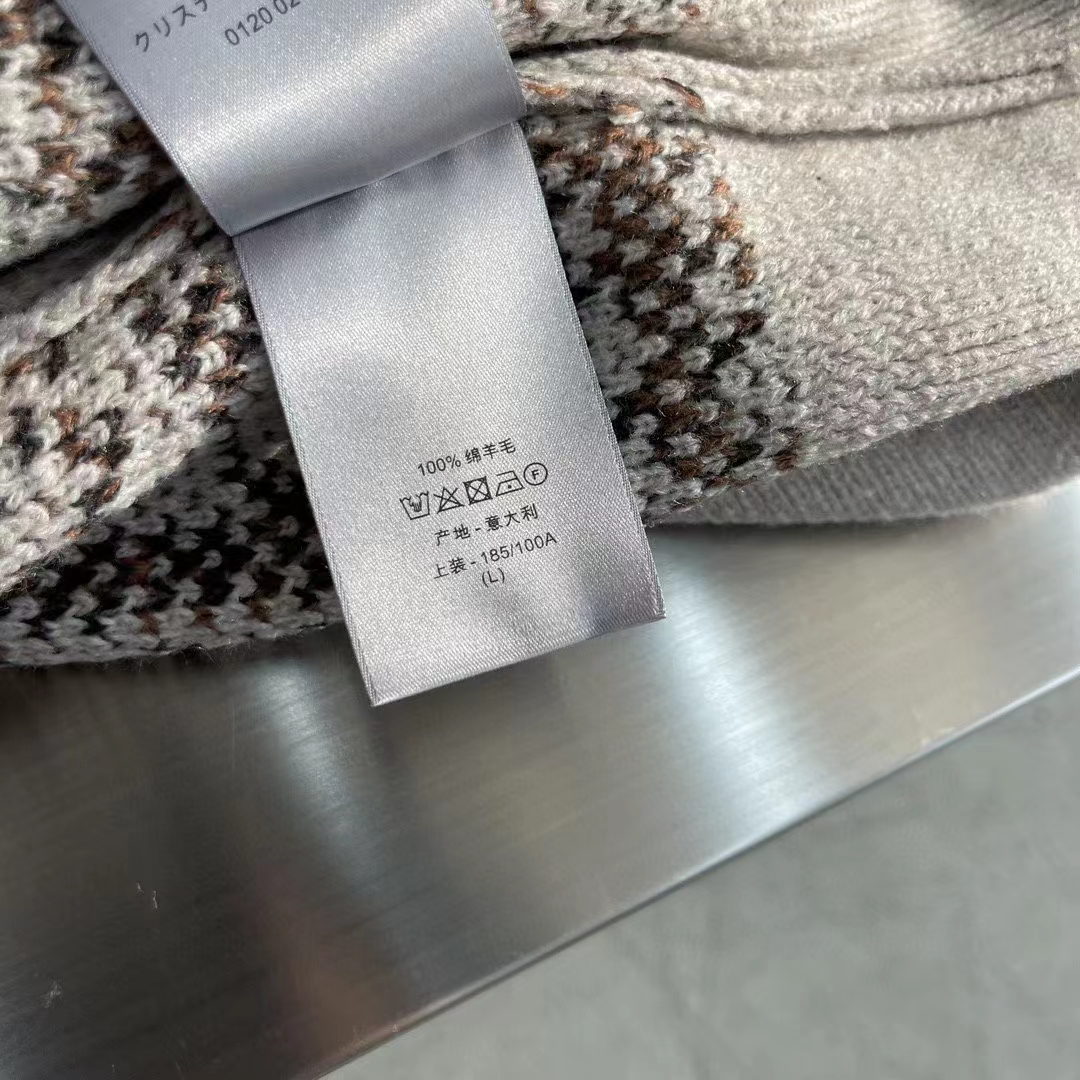 クリスチ
0120 02
100% 绵羊毛
F
产地 - 意大利
上装 - 185/100A
(L)